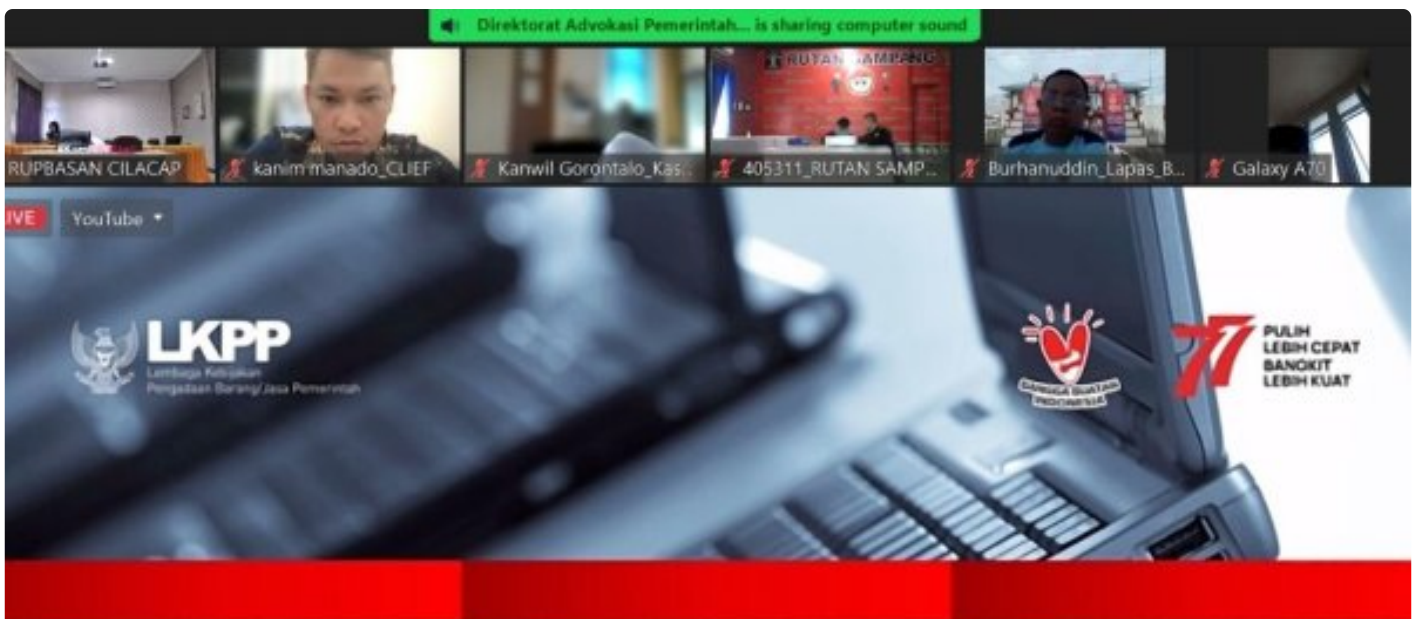 Direktorat Advokasi Pemerintah... is sharing computer sound
RUPBASAN CILACAP
kanim manado_CLIEF
Kanwil Gorontalo_Kas..
405311_RUTAN SAMP...
Burhanuddin_Lapas_B...
Galaxy A70
RUTAN SAMPANG
IVE
YouTube
LKPP
Lembaga Kebijakan
Pengadaan Barang/Jasa Pemerintah
BANGGA BUATAN
INDONESIA
77
PULIH
LEBIH CEPAT
BANGKIT
LEBIH KUAT